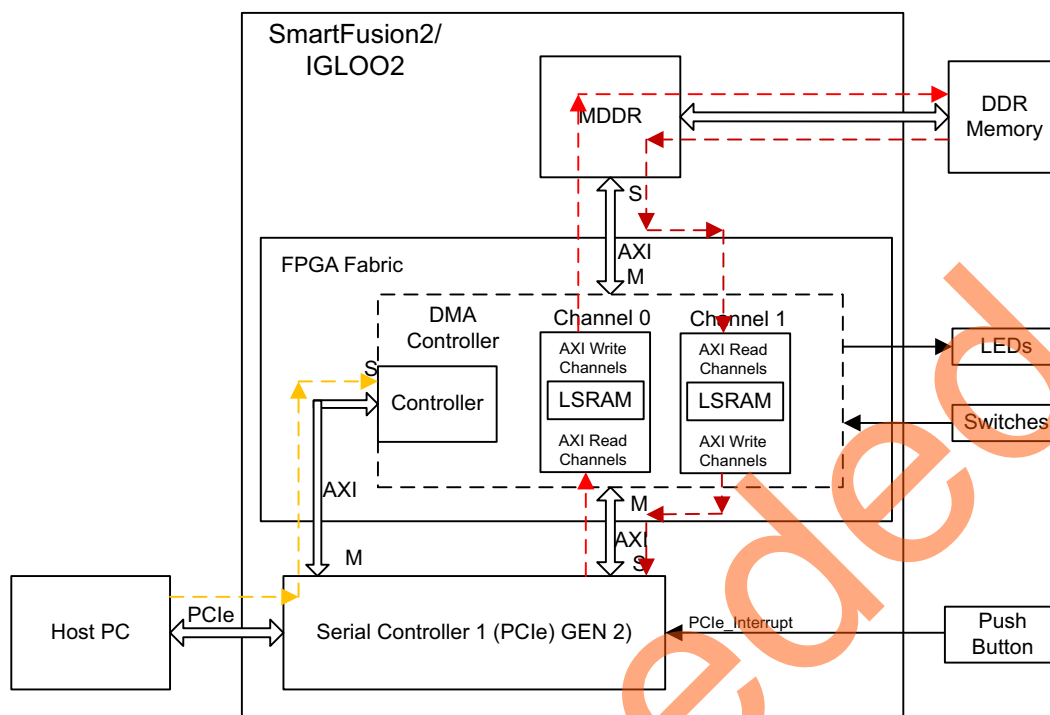 SmartFusion2/
IGLOO2
MDDR
DDR
Memory
S
AXI
M
FPGA Fabric
DMA
Controller
Channel 0
Channel 1
AXI Write
Channels
LSRAM
AXI Read
Channels
AXI Read
Channels
LSRAM
AXI Write
Channels
S
Controller
LEDs
Switches
AXI
M
M
AXI
S
Host PC
PCIe
Serial Controller 1 (PCIe) GEN 2)
PCIe_Interrupt
Push
Button
eded